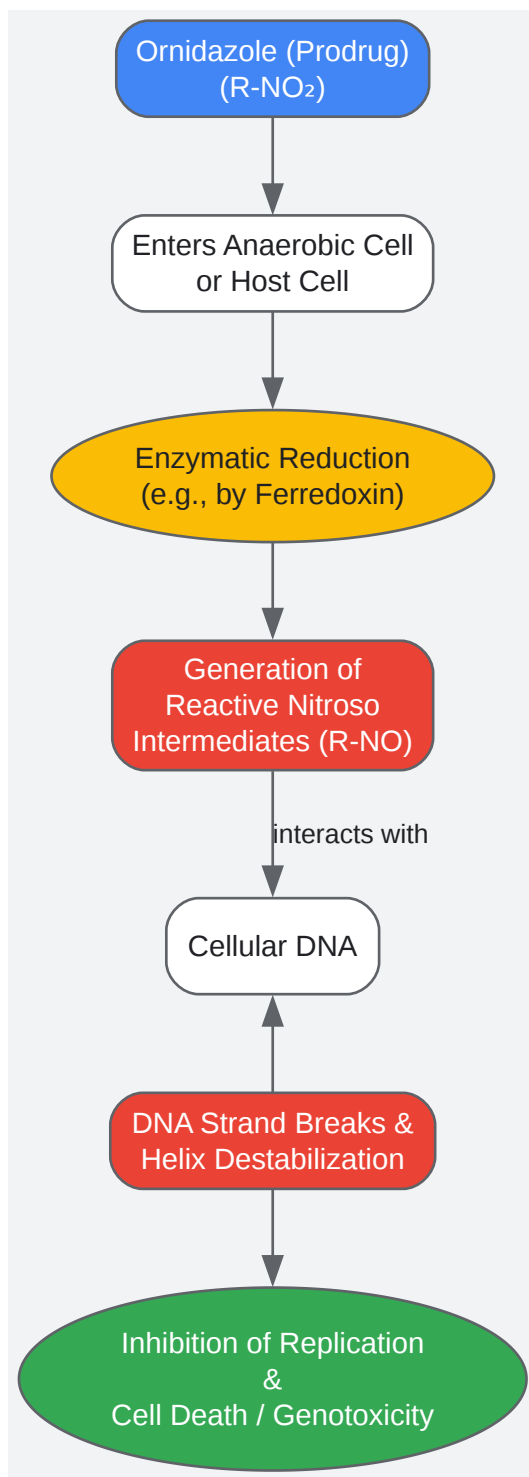 Ornidazole (Prodrug)
(R-NO₂)
Enters Anaerobic Cell
or Host Cell
Enzymatic Reduction
(e.g., by Ferredoxin)
Generation of
Reactive Nitroso
Intermediates (R-NO)
interacts with
Cellular DNA
DNA Strand Breaks &
Helix Destabilization
Inhibition of Replication
&
Cell Death / Genotoxicity